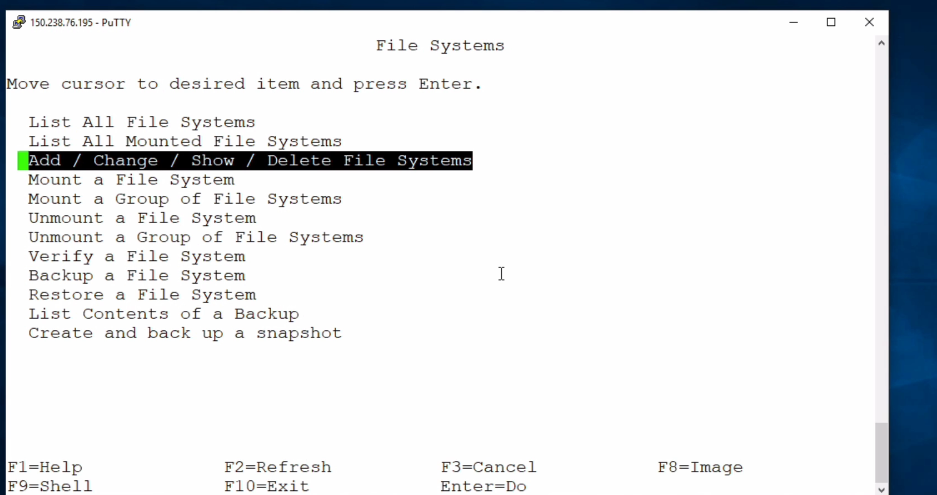 150.238.76.195 - PuTTY
File Systems
Move cursor to desired item and press Enter.
List All File Systems
List All Mounted File Systems
Add / Change / Show / Delete File Systems
Mount a File System
Mount a Group of File Systems
Unmount a File System
Unmount a Group of File Systems
Verify a File System
Backup a File System
Restore a File System
List Contents of a Backup
Create and back up a snapshot
F1=Help F2=Refresh F3=Cancel F8=Image
F9=Shell F10=Exit Enter=Do